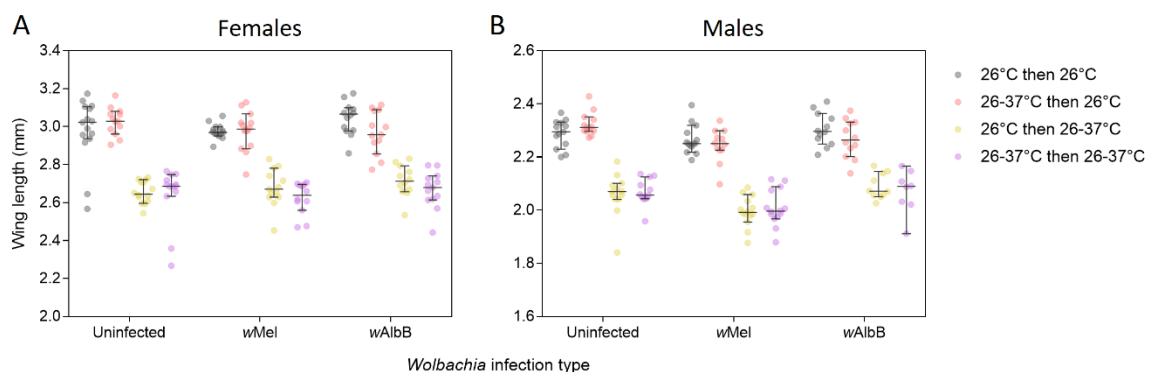 A
Females
B
Males
3.4
3.2
3.0
2.8
2.6
2.4
2.2
2.0
Wing length (mm)
2.6
2.4
2.2
2.0
1.8
1.6
Uninfected
wMel
wAlbB
Uninfected
wMel
wAlbB
Wolbachia infection type
26°C then 26°C
26-37°C then 26°C
26°C then 26-37°C
26-37°C then 26-37°C